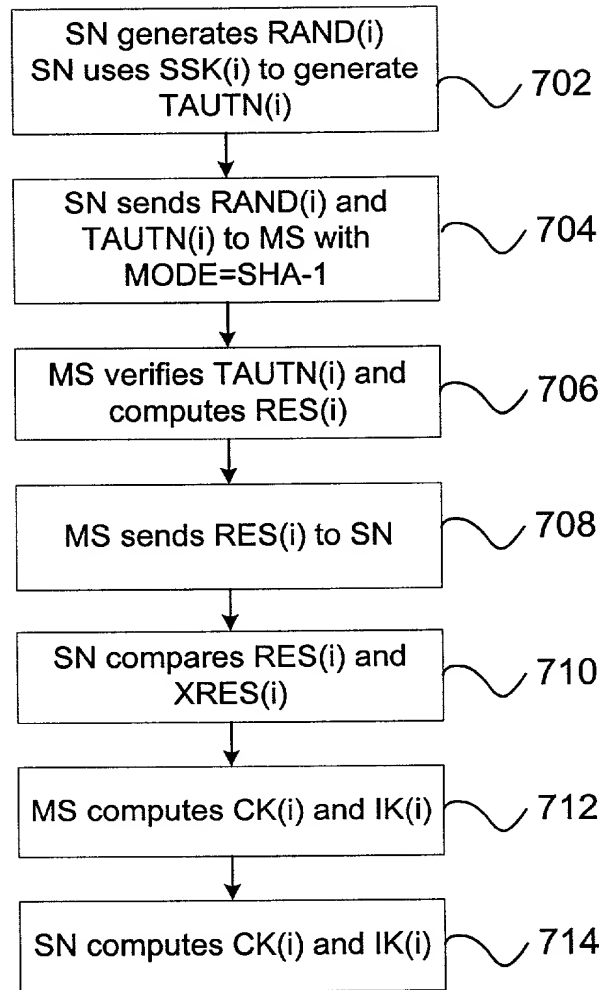 SN generates RAND(i)
SN uses SSK(i) to generate
TAUTN(i)
702
SN sends RAND(i) and
TAUTN(i) to MS with
MODE=SHA-1
704
MS verifies TAUTN(i) and
computes RES(i)
706
MS sends RES(i) to SN
708
SN compares RES(i) and
XRES(i)
710
MS computes CK(i) and IK(i)
712
SN computes CK(i) and IK(i)
714